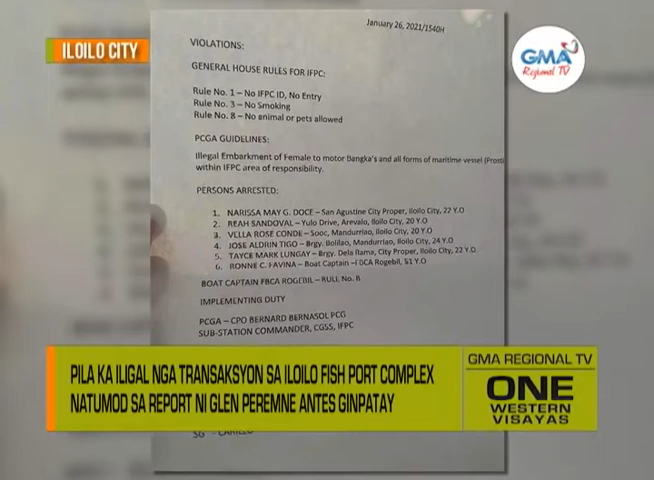 January 26, 2021/1540H
ILOILO CITY
GMA
Regional TV
VIOLATIONS:
GENERAL HOUSE RULES FOR IFPC:
Rule No. 1 – No IFPC ID, No Entry
Rule No. 3 – No Smoking
Rule No. 8 – No animal or pets allowed
PCGA GUIDELINES:
Illegal Embarkment of Female to motor Bangka's and all forms of maritime vessel (Prosti
within IFPC area of responsibility.
PERSONS ARRESTED:
1. NARISSA MAY G. DOCE – San Agustine City Proper, Iloilo City, 22 Y.O
2. REAH SANDOVAL – Yulo Drive, Arevalo, Iloilo City, 20 Y.O
3. VELLA ROSE CONDE – Sooc, Mandurriao, Iloilo City, 20 Y.O
4. JOSE ALDRIN TIGO – Brgy. Bolilao, Mandurriao, Iloilo City, 24 Y.O
5. TAYCE MARK LUNGAY – Brgy. Dela Rama, City Proper, Iloilo City, 22 Y.O
6. RONNE C. FAVINA – Boat Captain – FBCA Rogebil, 51 Y.O
BOAT CAPTAIN FBCA ROGEBIL – RULE No. 8
IMPLEMENTING DUTY
PCGA – CPO BERNARD BERNASOL PCG
SUB-STATION COMMANDER, CGSS, IFPC
PILA KA ILIGAL NGA TRANSAKSYON SA ILOILO FISH PORT COMPLEX
NATUMOD SA REPORT NI GLEN PEREMNE ANTES GINPATAY
GMA REGIONAL TV
ONE
WESTERN
VISAYAS
SG –